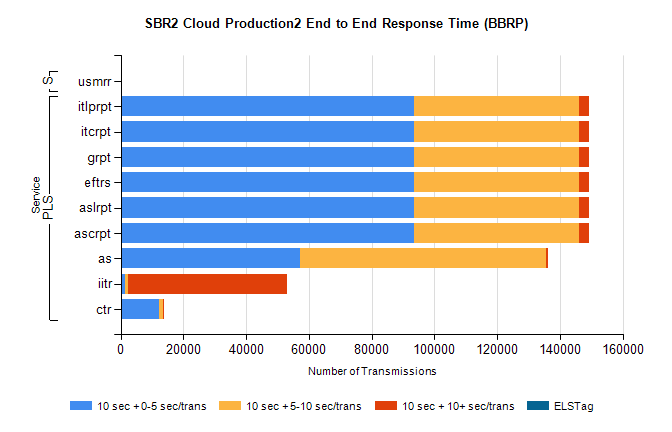 SBR2 Cloud Production2 End to End Response Time (BBRP)
S
usmrr
Service
PLS
itlprpt
itcrpt
grpt
eftrs
aslrpt
ascrpt
as
iitr
ctr
0 20000 40000 60000 80000 100000 120000 140000 160000
Number of Transmissions
10 sec +0-5 sec/trans 10 sec +5-10 sec/trans 10 sec + 10+ sec/trans ELSTag